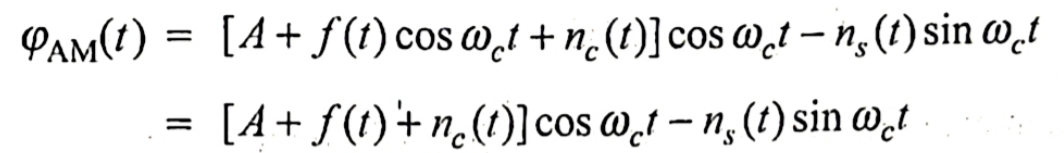 φ_AM(t) = [A + f(t) cos ω_c t + n_c(t)] cos ω_c t − n_s(t) sin ω_c t
= [A + f(t) + n_c(t)] cos ω_c t − n_s(t) sin ω_c t